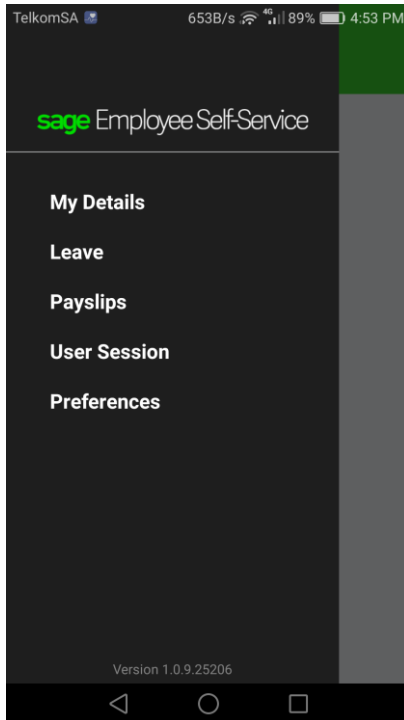 TelkomSA 653B/s 4G 89% 4:53 PM
sage Employee Self-Service
My Details
Leave
Payslips
User Session
Preferences
Version 1.0.9.25206